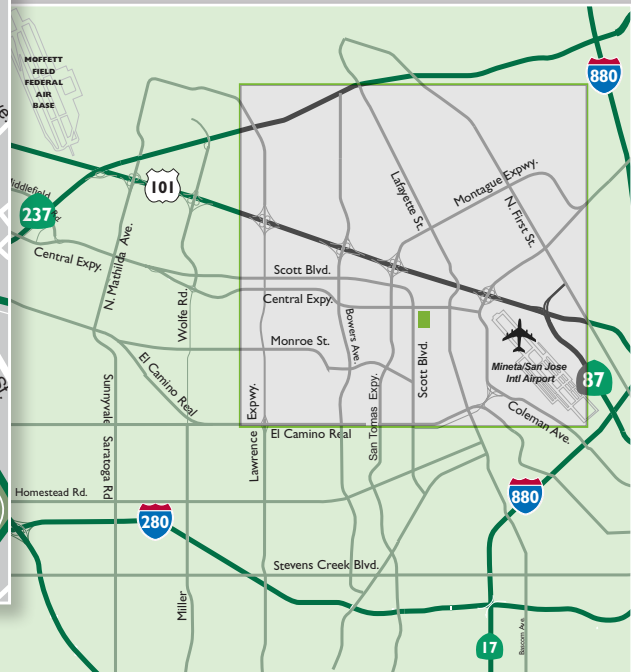 MOFFETT
FIELD
FEDERAL
AIR
BASE
880
101
237
Central Expy.
N. Mathilda Ave.
Lafayette St.
Montague Expwy.
N. First St.
Scott Blvd.
Central Expy.
Wolfe Rd.
Monroe St.
Bowers Ave.
Scott Blvd.
Mineta/San Jose
Intl Airport
87
El Camino Real
Sunnyvale Saratoga Rd
Lawrence Expwy.
San Tomas Expy.
Coleman Ave.
El Camino Real
Homestead Rd.
280
880
Stevens Creek Blvd.
Miller
17
Bascom Ave.